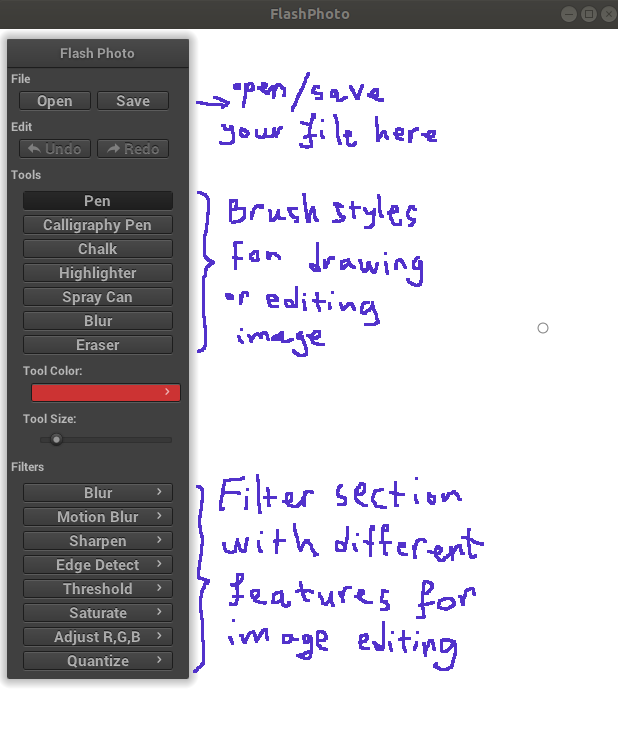 FlashPhoto
Flash Photo
File
Open Save
→ open/save
your file here
Edit
Undo Redo
Tools
Pen
Calligraphy Pen
Chalk
Highlighter
Spray Can
Blur
Eraser
Brush styles
for drawing
or editing
image
Tool Color:
Tool Size:
Filters
Blur
Motion Blur
Sharpen
Edge Detect
Threshold
Saturate
Adjust R,G,B
Quantize
Filter section
with different
features for
image editing